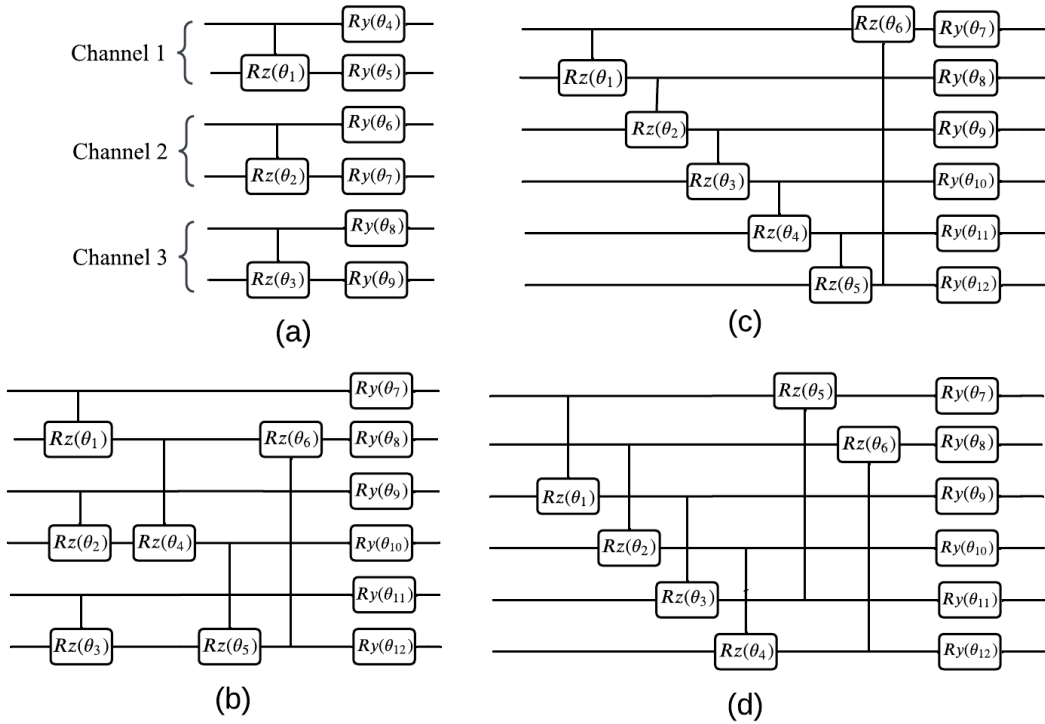 Ry(θ₄)
Channel 1
Rz(θ₁) Ry(θ₅)
Ry(θ₆)
Channel 2
Rz(θ₂) Ry(θ₇)
Ry(θ₈)
Channel 3
Rz(θ₃) Ry(θ₉)
(a)
Rz(θ₆) Ry(θ₇)
Rz(θ₁) Ry(θ₈)
Rz(θ₂) Ry(θ₉)
Rz(θ₃) Ry(θ₁₀)
Rz(θ₄) Ry(θ₁₁)
Rz(θ₅) Ry(θ₁₂)
(c)
Ry(θ₇)
Rz(θ₁) Rz(θ₆) Ry(θ₈)
Ry(θ₉)
Rz(θ₂) Rz(θ₄) Ry(θ₁₀)
Ry(θ₁₁)
Rz(θ₃) Rz(θ₅) Ry(θ₁₂)
(b)
Rz(θ₅) Ry(θ₇)
Rz(θ₆) Ry(θ₈)
Rz(θ₁) Ry(θ₉)
Rz(θ₂) Ry(θ₁₀)
Rz(θ₃) Ry(θ₁₁)
Rz(θ₄) Ry(θ₁₂)
(d)